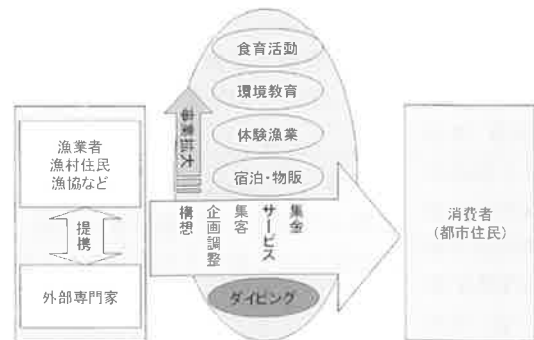 食育活動
環境教育
体験漁業
宿泊・物販
事業拡大
漁業者
漁村住民
漁協など
提携
外部専門家
構想
企画調整
集客
サービス
集金
ダイビング
消費者
(都市住民)